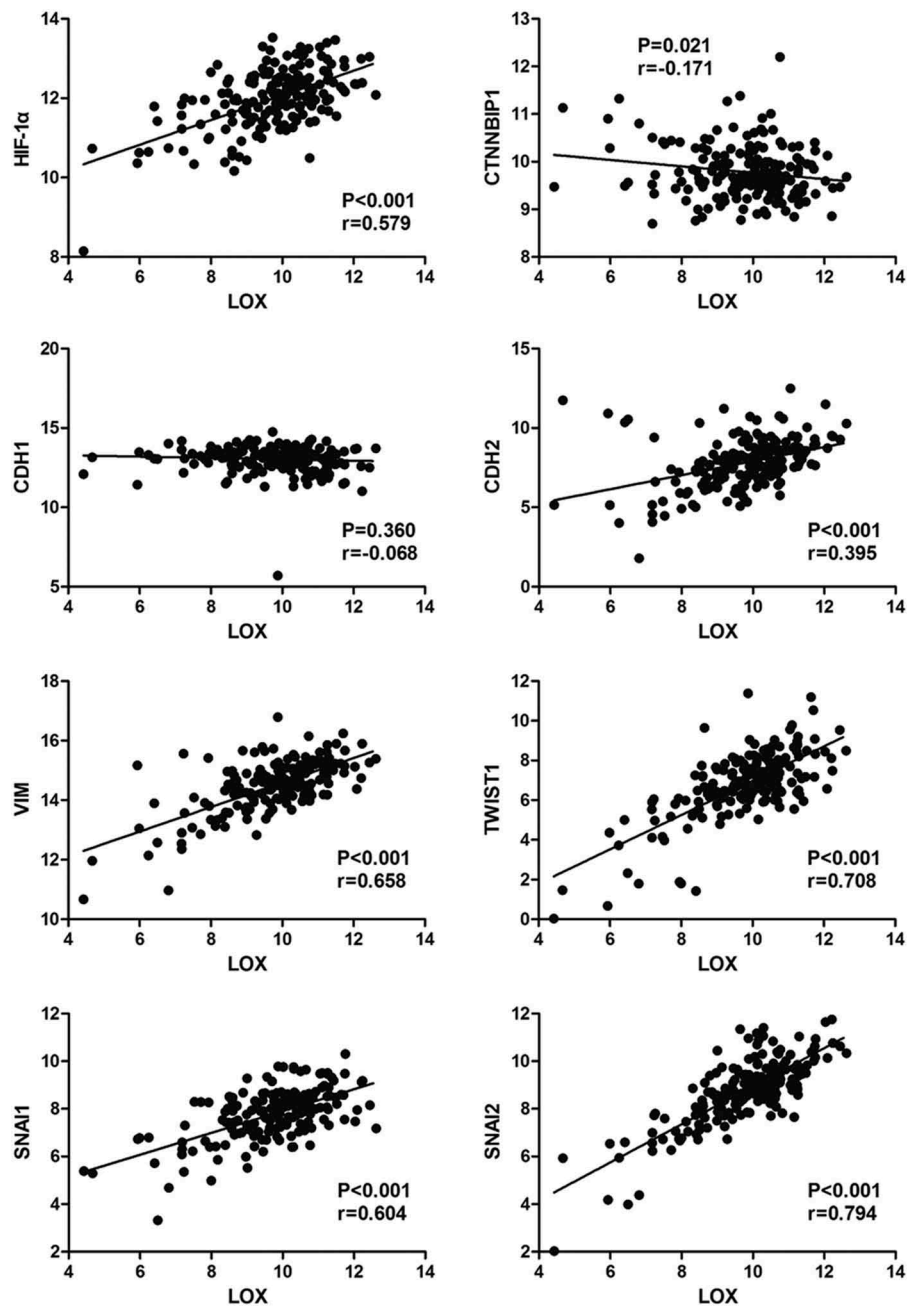 14
12
10
8
HIF-1α
P<0.001
r=0.579
4 6 8 10 12 14
LOX
13
12
11
10
9
8
CTNNBIP1
P=0.021
r=-0.171
4 6 8 10 12 14
LOX
20
15
10
5
CDH1
P=0.360
r=-0.068
4 6 8 10 12 14
LOX
15
10
5
0
CDH2
P<0.001
r=0.395
4 6 8 10 12 14
LOX
18
16
14
12
10
VIM
P<0.001
r=0.658
4 6 8 10 12 14
LOX
12
10
8
6
4
2
0
TWIST1
P<0.001
r=0.708
4 6 8 10 12 14
LOX
12
10
8
6
4
2
SNAI1
P<0.001
r=0.604
4 6 8 10 12 14
LOX
12
10
8
6
4
2
SNAI2
P<0.001
r=0.794
4 6 8 10 12 14
LOX